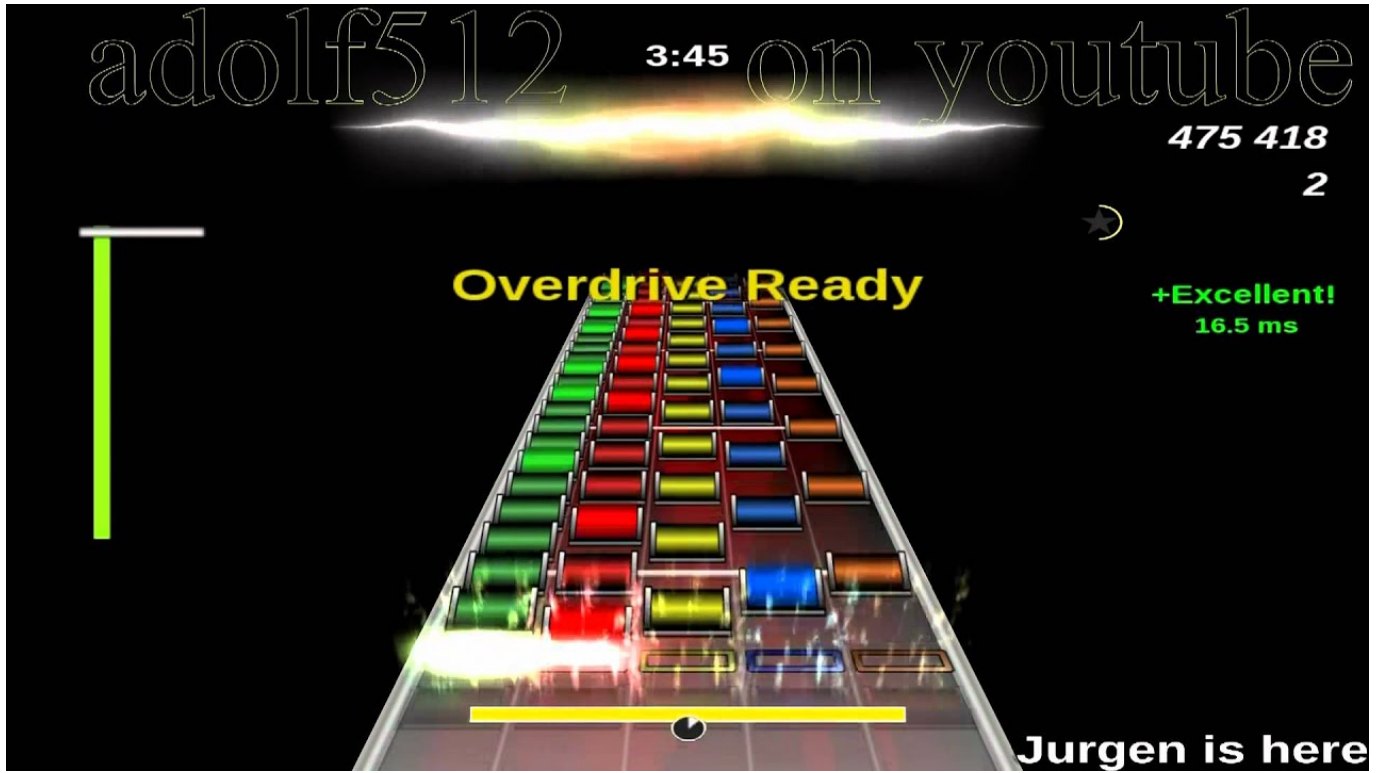 adolf512 on youtube
3:45
475 418
2
Overdrive Ready
+Excellent!
16.5 ms
Jurgen is here